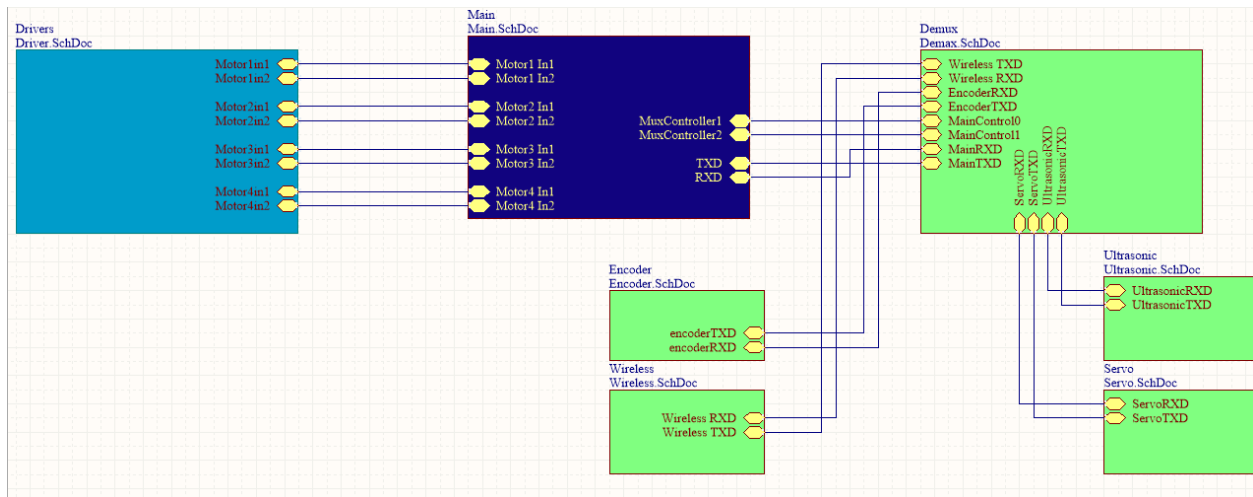 Drivers
Driver.SchDoc
Motor1in1
Motor1in2
Motor2in1
Motor2in2
Motor3in1
Motor3in2
Motor4in1
Motor4in2
Main
Main.SchDoc
Motor1 In1
Motor1 In2
Motor2 In1
Motor2 In2
Motor3 In1
Motor3 In2
Motor4 In1
Motor4 In2
MuxController1
MuxController2
TXD
RXD
Demux
Demax.SchDoc
Wireless TXD
Wireless RXD
EncoderRXD
EncoderTXD
MainControl0
MainControl1
MainRXD
MainTXD
ServoRXD
ServoTXD
UltrasonicRXD
UltrasonicTXD
Encoder
Encoder.SchDoc
encoderTXD
encoderRXD
Wireless
Wireless.SchDoc
Wireless RXD
Wireless TXD
Ultrasonic
Ultrasonic.SchDoc
UltrasonicRXD
UltrasonicTXD
Servo
Servo.SchDoc
ServoRXD
ServoTXD